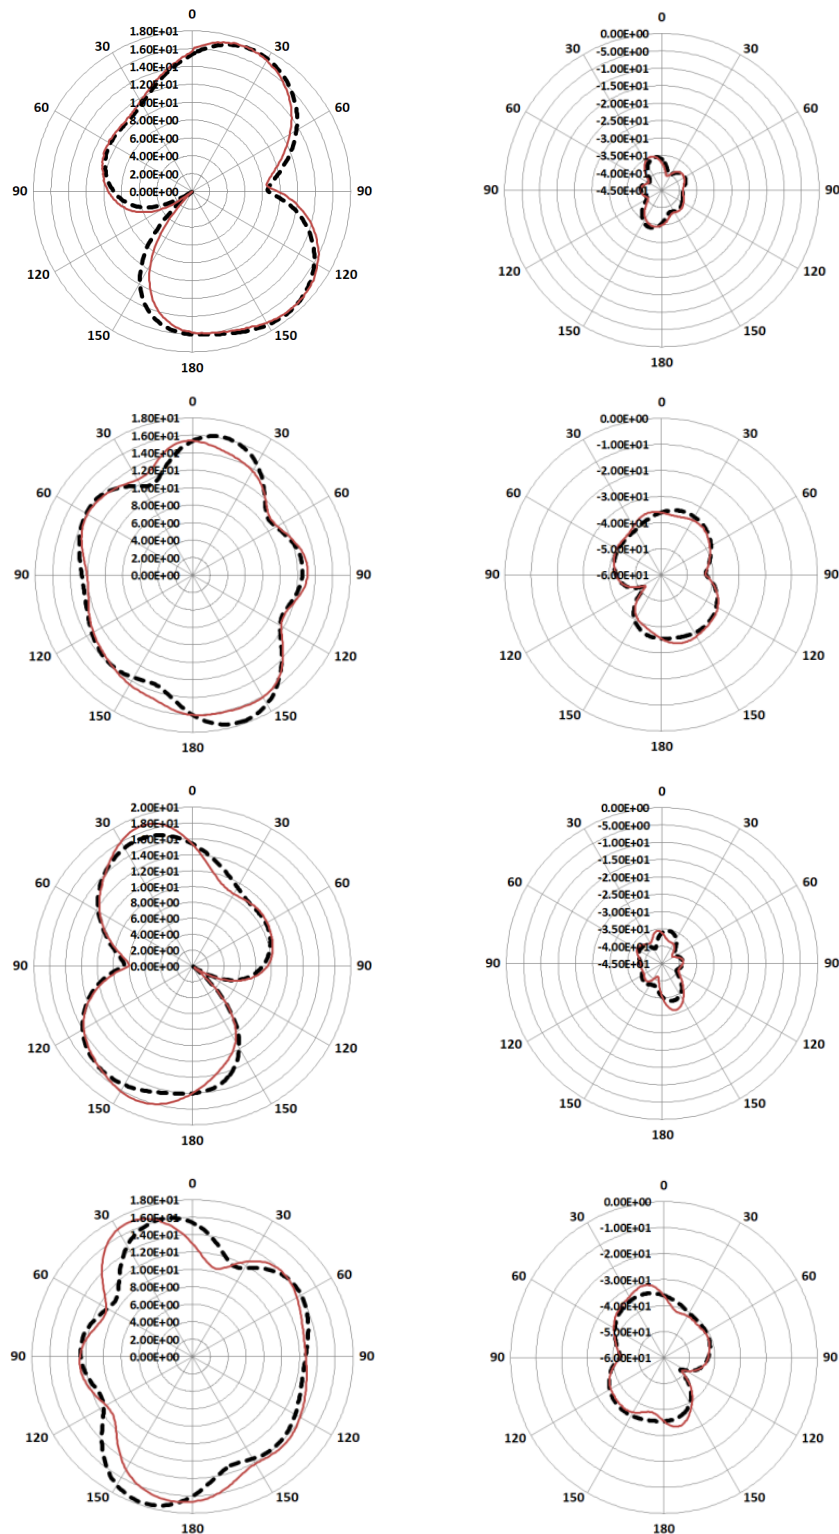 0
30 30
60 60
90 90
120 120
150 150
180
1.80E+01
1.60E+01
1.40E+01
1.20E+01
1.00E+01
8.00E+00
6.00E+00
4.00E+00
2.00E+00
0.00E+00
0
30 30
60 60
90 90
120 120
150 150
180
0.00E+00
-5.00E+00
-1.00E+01
-1.50E+01
-2.00E+01
-2.50E+01
-3.00E+01
-3.50E+01
-4.00E+01
-4.50E+01
0
30 30
60 60
90 90
120 120
150 150
180
1.80E+01
1.60E+01
1.40E+01
1.20E+01
1.00E+01
8.00E+00
6.00E+00
4.00E+00
2.00E+00
0.00E+00
0
30 30
60 60
90 90
120 120
150 150
180
0.00E+00
-1.00E+01
-2.00E+01
-3.00E+01
-4.00E+01
-5.00E+01
-6.00E+01
0
30 30
60 60
90 90
120 120
150 150
180
2.00E+01
1.80E+01
1.60E+01
1.40E+01
1.20E+01
1.00E+01
8.00E+00
6.00E+00
4.00E+00
2.00E+00
0.00E+00
0
30 30
60 60
90 90
120 120
150 150
180
0.00E+00
-5.00E+00
-1.00E+01
-1.50E+01
-2.00E+01
-2.50E+01
-3.00E+01
-3.50E+01
-4.00E+01
-4.50E+01
0
30 30
60 60
90 90
120 120
150 150
180
1.80E+01
1.60E+01
1.40E+01
1.20E+01
1.00E+01
8.00E+00
6.00E+00
4.00E+00
2.00E+00
0.00E+00
0
30 30
60 60
90 90
120 120
150 150
180
0.00E+00
-1.00E+01
-2.00E+01
-3.00E+01
-4.00E+01
-5.00E+01
-6.00E+01